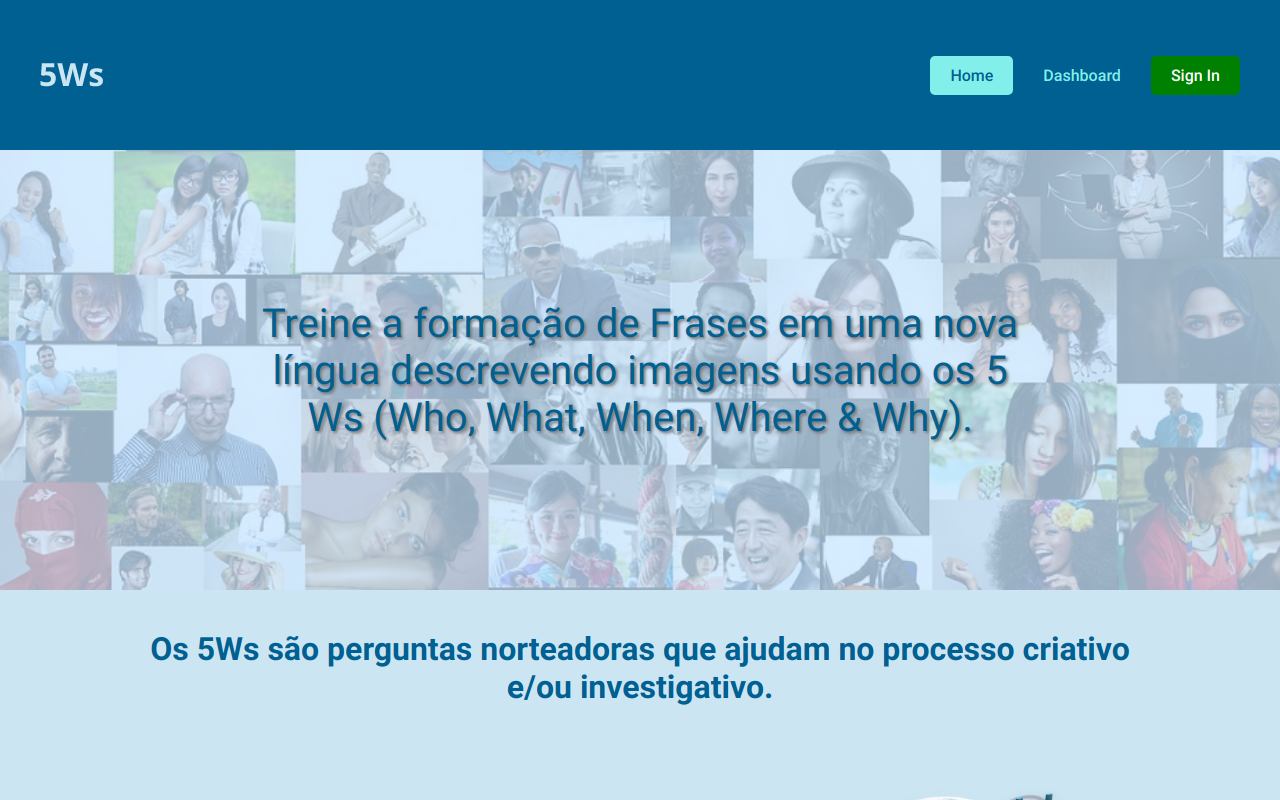 5Ws
Home
Dashboard
Sign In
Treine a formação de Frases em uma nova
língua descrevendo imagens usando os 5
Ws (Who, What, When, Where & Why).
Os 5Ws são perguntas norteadoras que ajudam no processo criativo
e/ou investigativo.